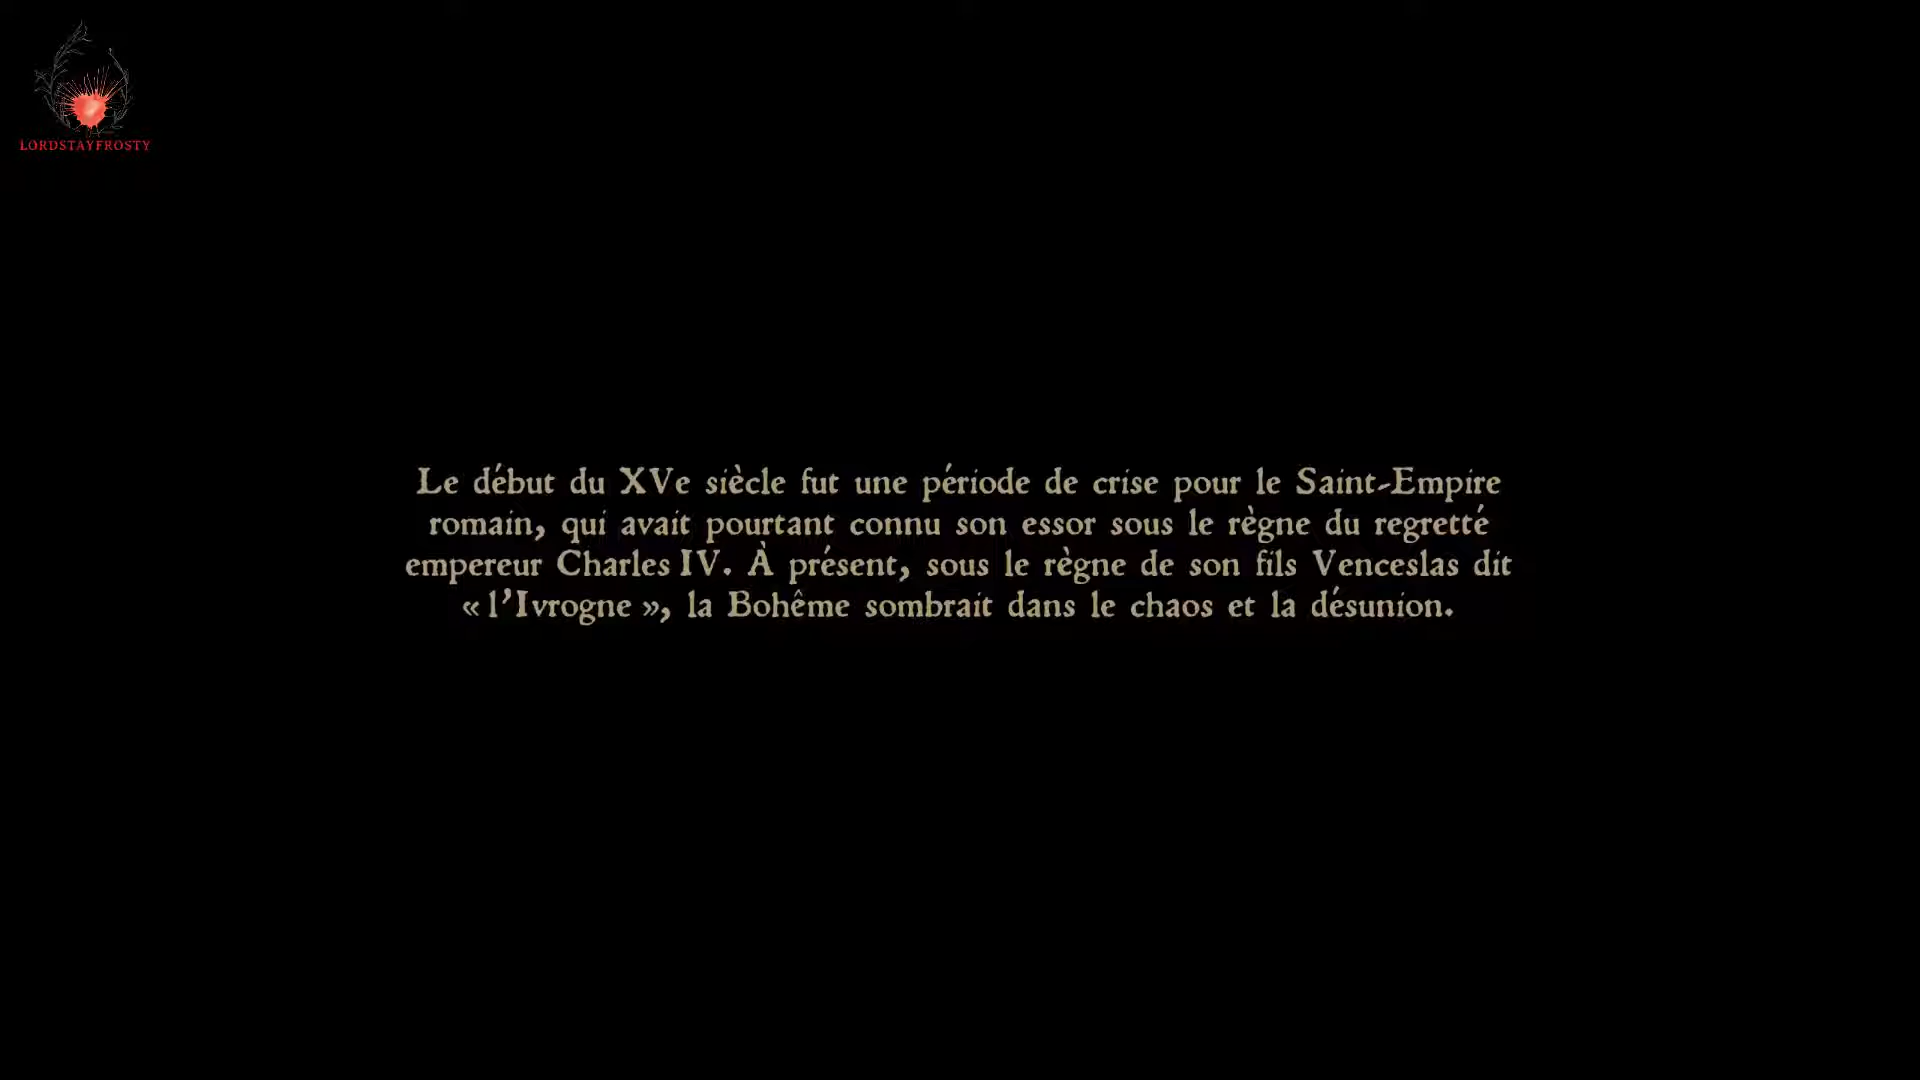 LORDSTAYFROSTY
Le début du XVe siècle fut une période de crise pour le Saint-Empire
romain, qui avait pourtant connu son essor sous le règne du regretté
empereur Charles IV. À présent, sous le règne de son fils Venceslas dit
« l'Ivrogne », la Bohême sombrait dans le chaos et la désunion.